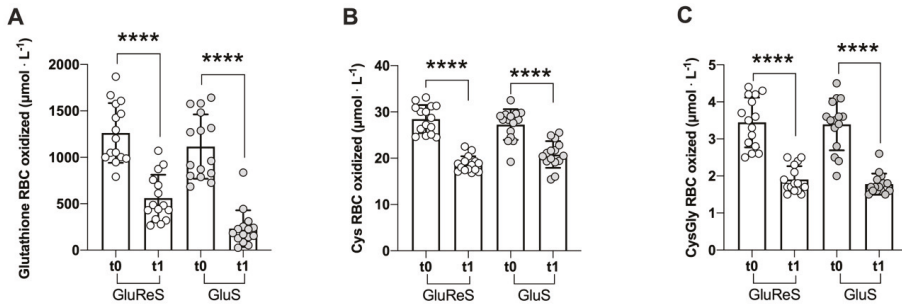 A
Glutathione RBC oxidized (μmol · L⁻¹)
2000
1500
1000
500
0
****
****
t0 t1 t0 t1
GluReS GluS
B
Cys RBC oxidized (μmol · L⁻¹)
40
30
20
10
0
****
****
t0 t1 t0 t1
GluReS GluS
C
CysGly RBC oxized (μmol · L⁻¹)
5
4
3
2
1
0
****
****
t0 t1 t0 t1
GluReS GluS